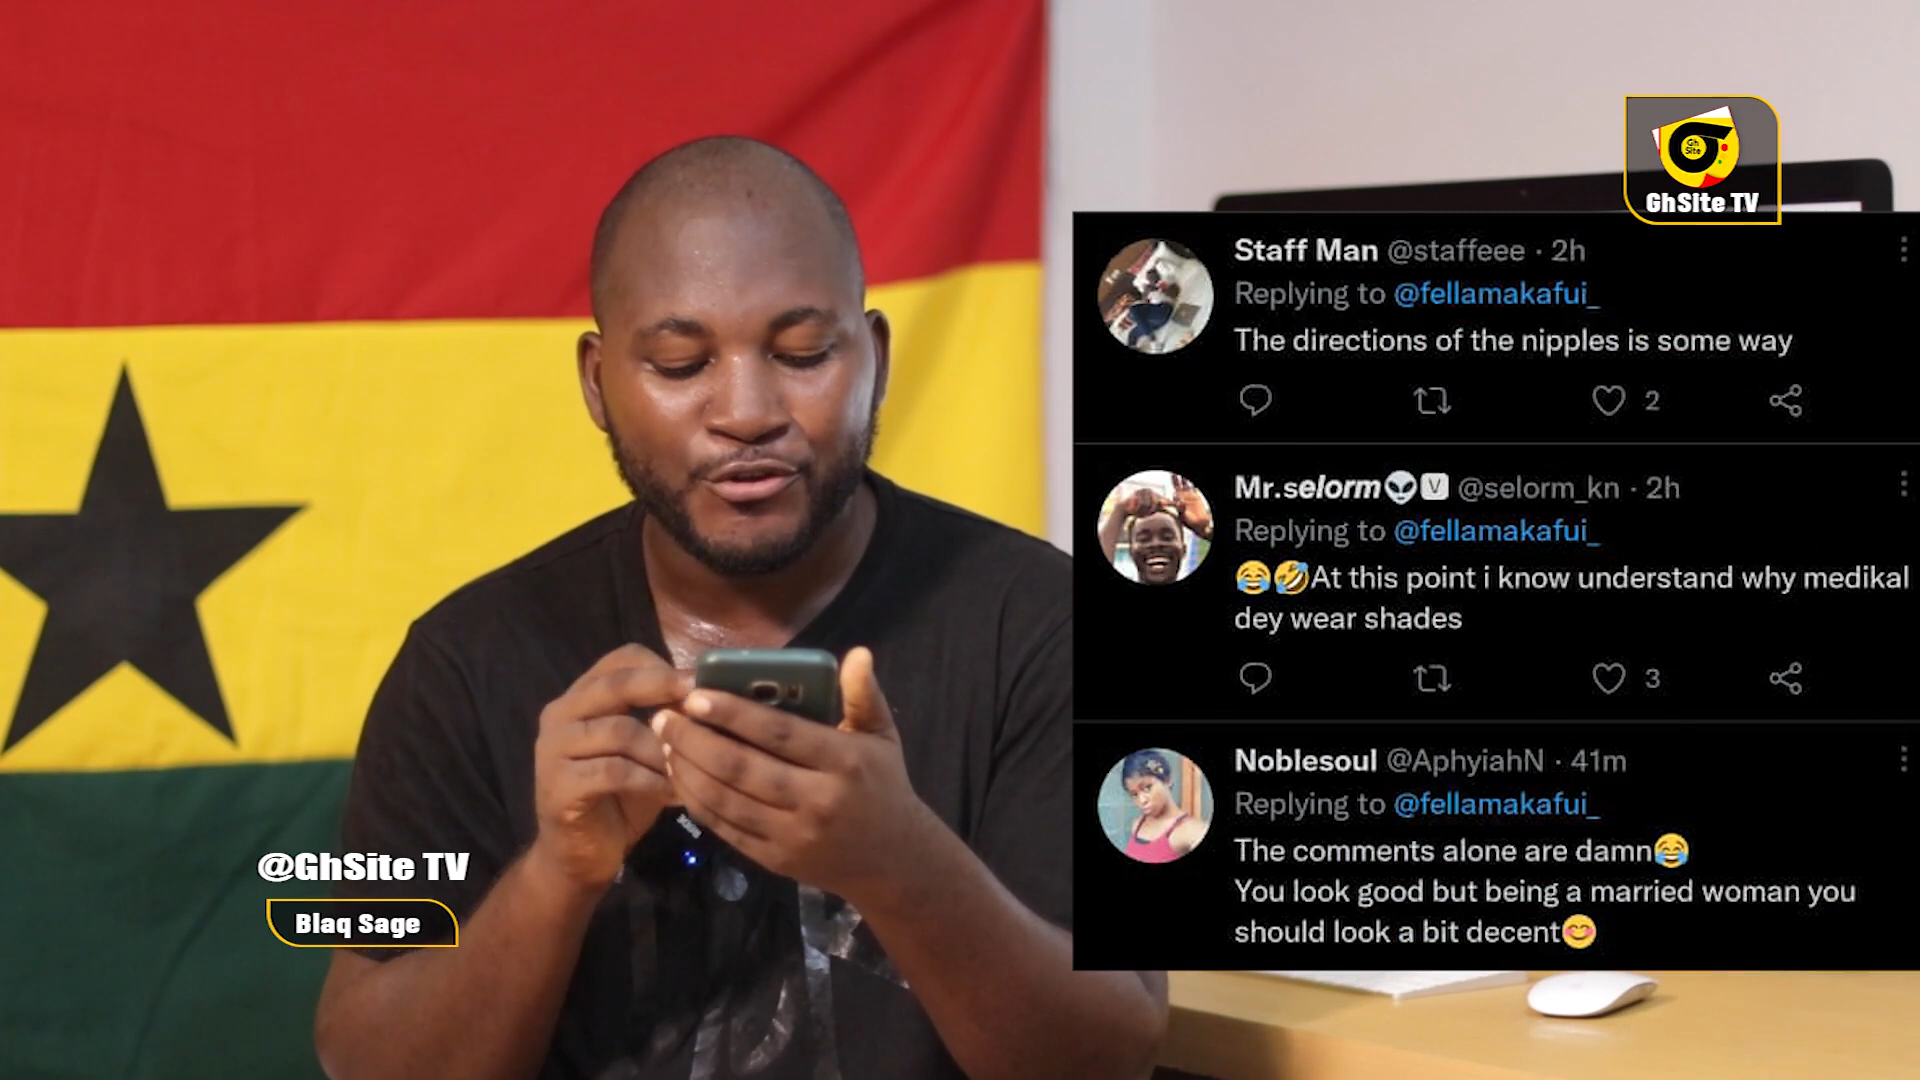 Gh
Site
GhSite TV
Staff Man @staffeee · 2h
Replying to @fellamakafui_
The directions of the nipples is some way
2
Mr.selorm👽🆅 @selorm_kn · 2h
Replying to @fellamakafui_
😂🤣At this point i know understand why medikal
dey wear shades
3
Noblesoul @AphyiahN · 41m
Replying to @fellamakafui_
The comments alone are damn😂
You look good but being a married woman you
should look a bit decent😊
@GhSite TV
Blaq Sage